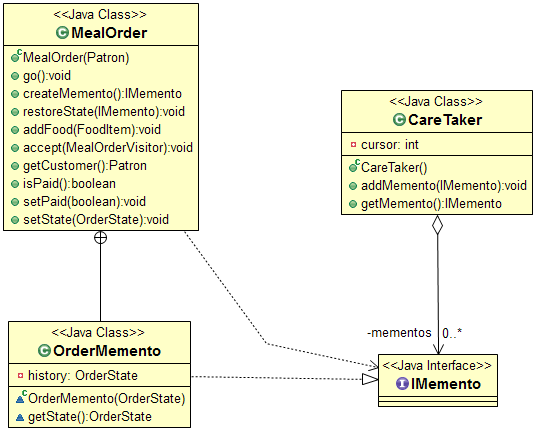 <<Java Class>>
MealOrder
MealOrder(Patron)
go():void
createMemento():IMemento
restoreState(IMemento):void
addFood(FoodItem):void
accept(MealOrderVisitor):void
getCustomer():Patron
isPaid():boolean
setPaid(boolean):void
setState(OrderState):void
<<Java Class>>
CareTaker
cursor: int
CareTaker()
addMemento(IMemento):void
getMemento():IMemento
-mementos 0..*
<<Java Class>>
OrderMemento
history: OrderState
OrderMemento(OrderState)
getState():OrderState
<<Java Interface>>
IMemento